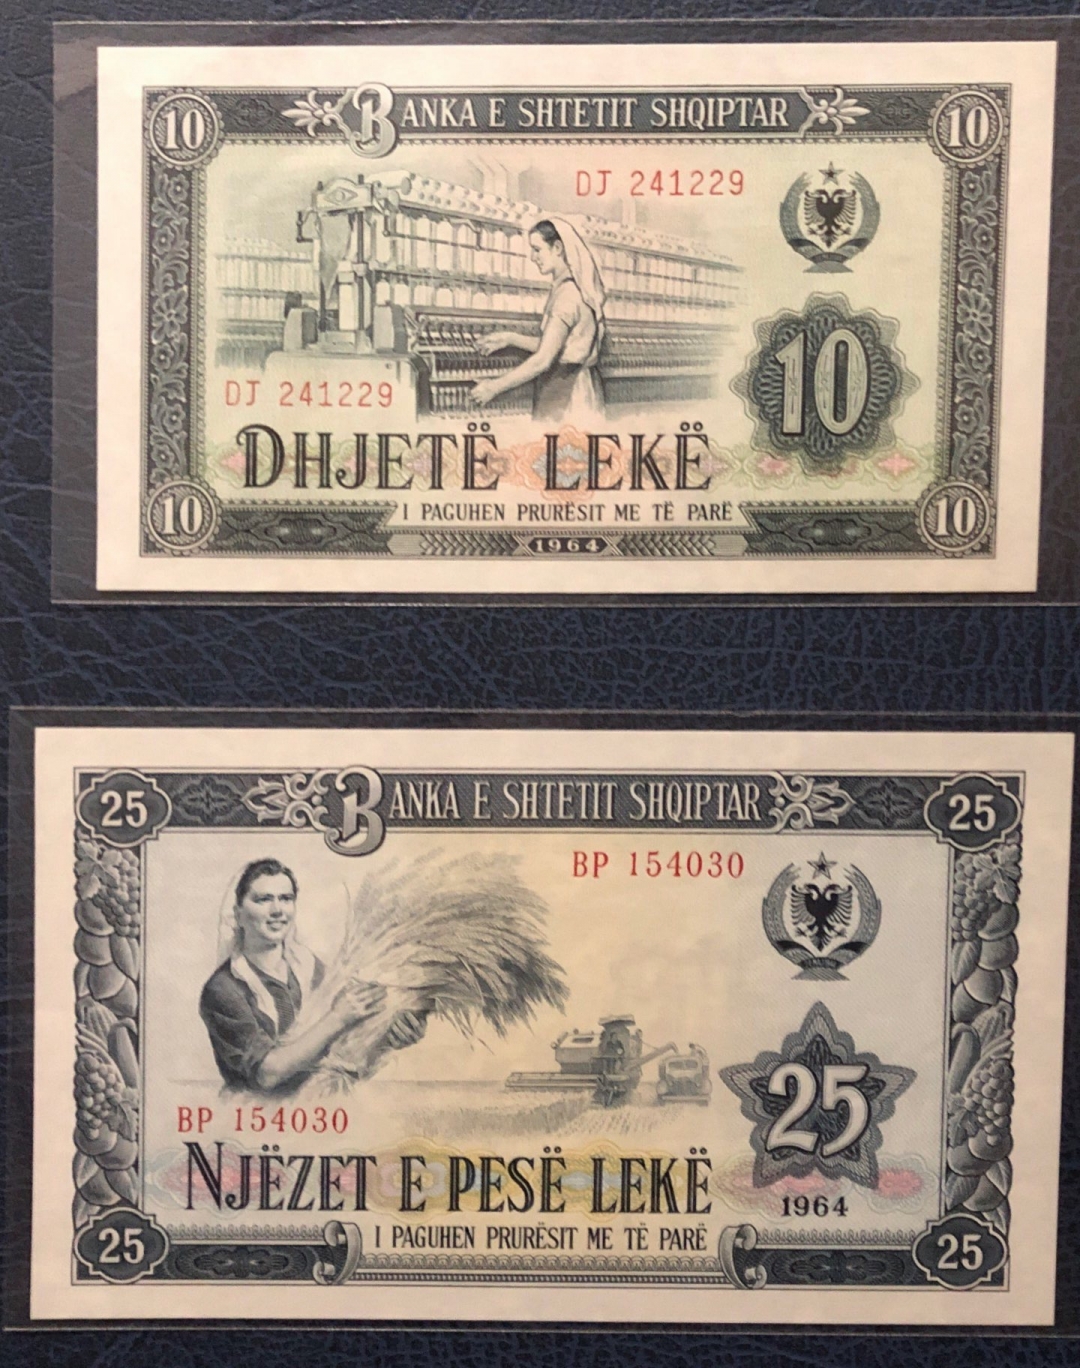 10 BANKA E SHTETIT SHQIPTAR 10
DJ 241229
10
DJ 241229
DHJETË LEKË
10 I PAGUHEN PRURËSIT ME TË PARË 10
1964
25 BANKA E SHTETIT SHQIPTAR 25
BP 154030
25
BP 154030
NJËZET E PESË LEKË
1964
25 I PAGUHEN PRURËSIT ME TË PARË 25